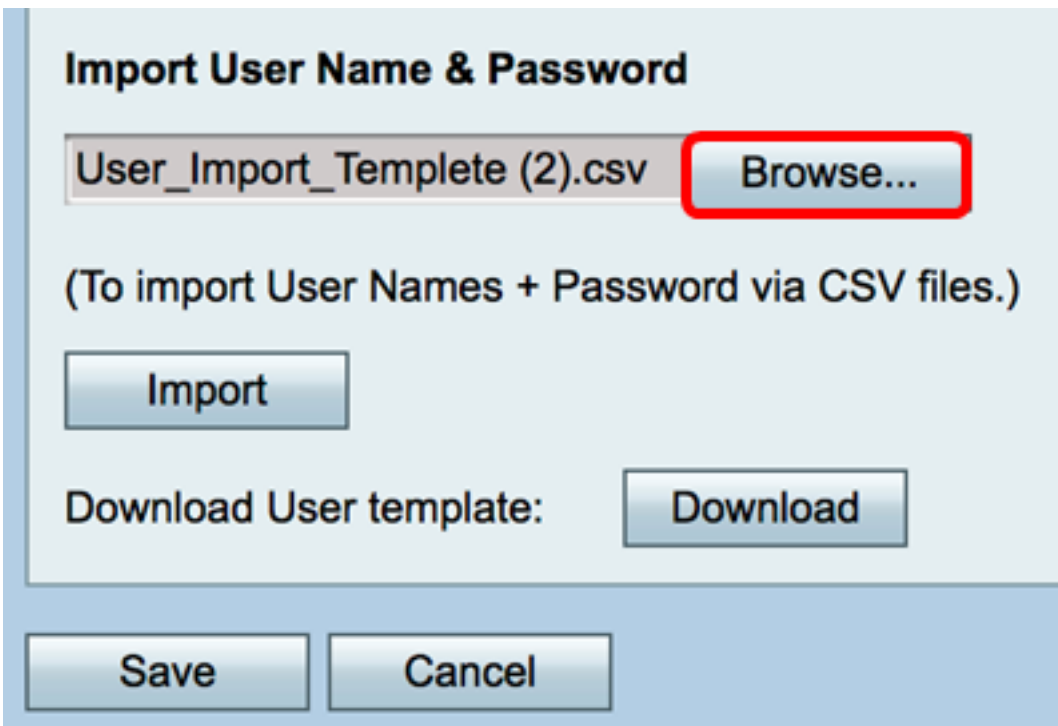 Import User Name & Password
User_Import_Templete (2).csv Browse...
(To import User Names + Password via CSV files.)
Import
Download User template: Download
Save Cancel